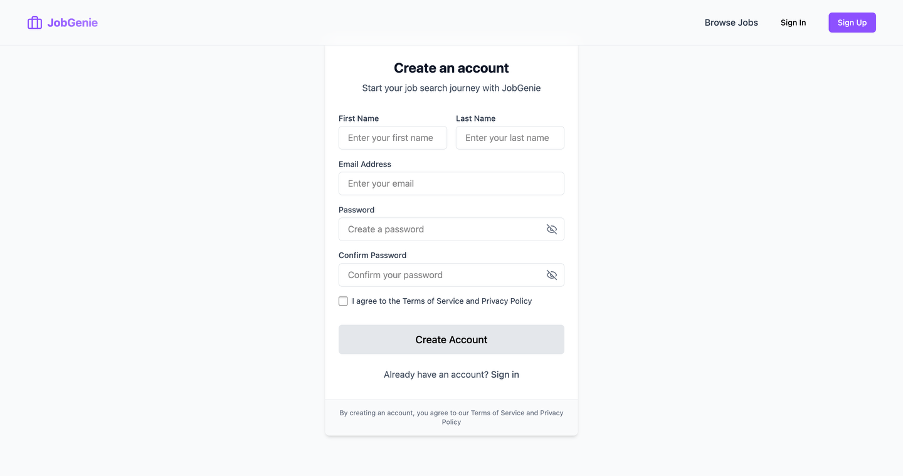 JobGenie
Browse Jobs
Sign In
Sign Up
Create an account
Start your job search journey with JobGenie
First Name
Last Name
Enter your first name
Enter your last name
Email Address
Enter your email
Password
Create a password
Confirm Password
Confirm your password
I agree to the Terms of Service and Privacy Policy
Create Account
Already have an account? Sign in
By creating an account, you agree to our Terms of Service and Privacy
Policy